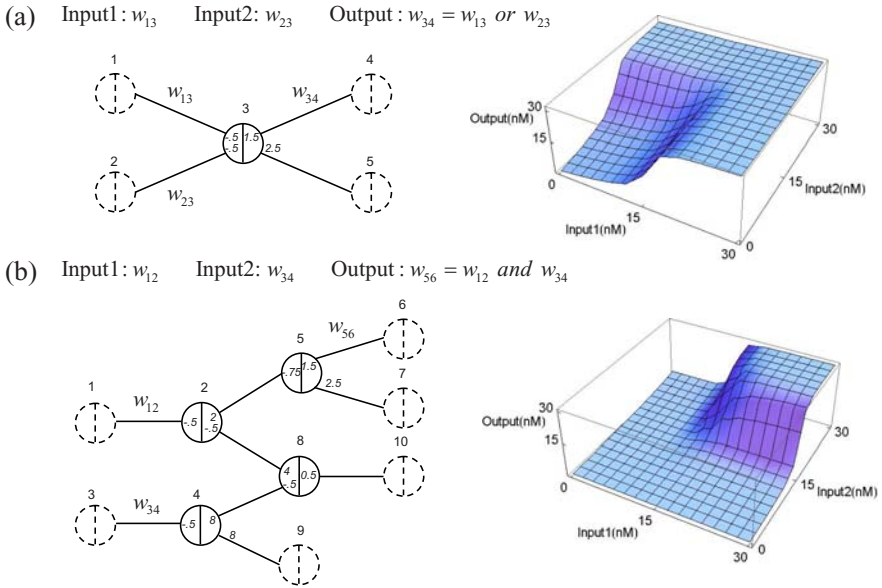 (a) Input1: w13 Input2: w23 Output: w34 = w13 or w23
1
4
w13
w34
3
-.5 1.5
-.5 2.5
2
5
w23
Output(nM)
30
15
0
Input1(nM)
15
30
0
15
30
Input2(nM)
(b) Input1: w12 Input2: w34 Output: w56 = w12 and w34
6
w56
5
-.75 1.5
2.5
7
1
w12
2
-.5 2
-.5
8
10
4 0.5
-.5
3
w34
4
-.5 8
8
9
Output(nM)
30
15
0
Input1(nM)
15
30
0
15
30
Input2(nM)